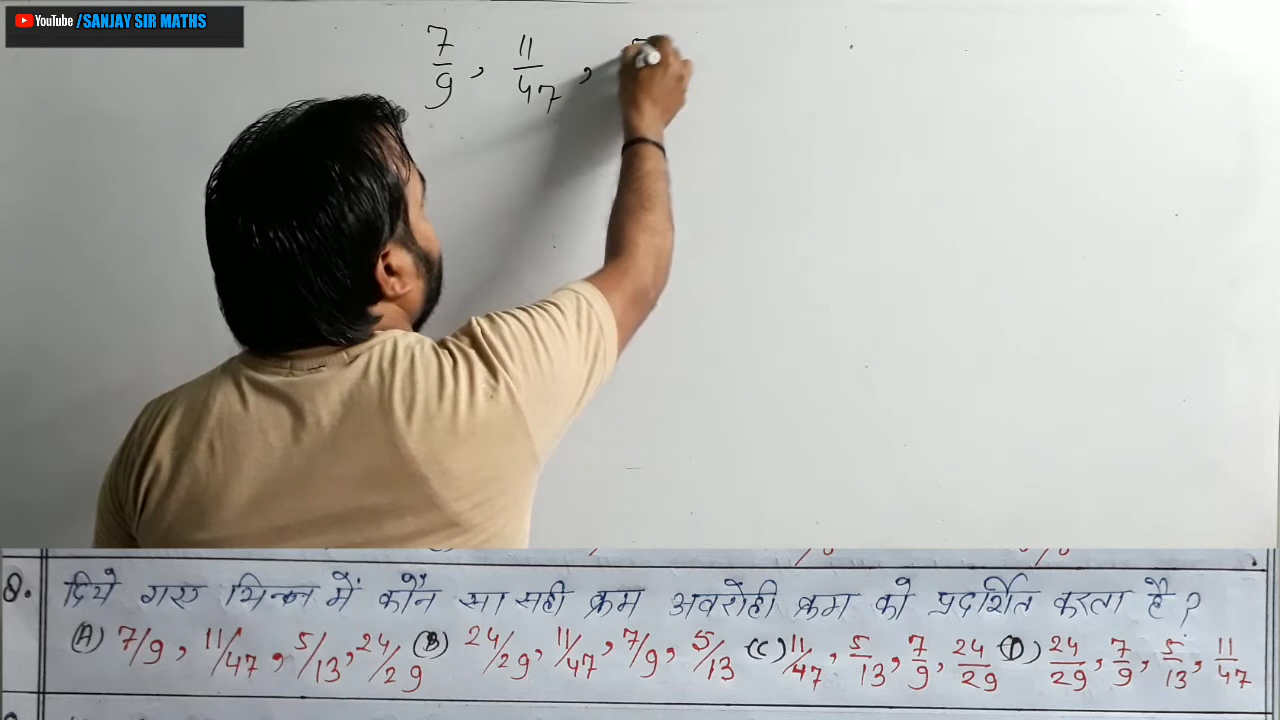 YouTube /SANJAY SIR MATHS
7/9, 11/47,
Q. दिये गए भिन्न में कौन सा सही क्रम अवरोही क्रम को प्रदर्शित करता है?
(A) 7/9, 11/47, 5/13, 24/29 (B) 24/29, 11/47, 7/9, 5/13 (C) 11/47, 5/13, 7/9, 24/29 (D) 24/29, 7/9, 5/13, 11/47